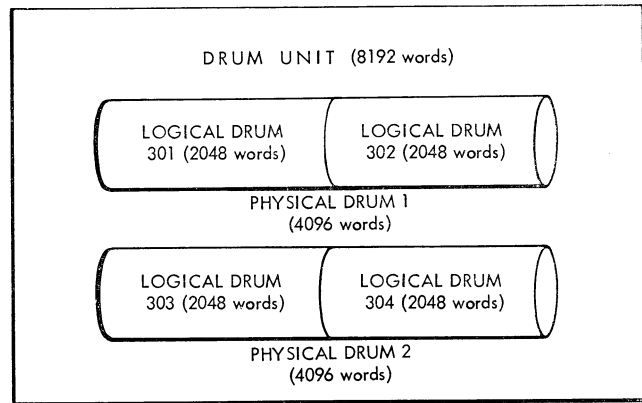 DRUM UNIT (8192 words)
LOGICAL DRUM
301 (2048 words)
LOGICAL DRUM
302 (2048 words)
PHYSICAL DRUM 1
(4096 words)
LOGICAL DRUM
303 (2048 words)
LOGICAL DRUM
304 (2048 words)
PHYSICAL DRUM 2
(4096 words)